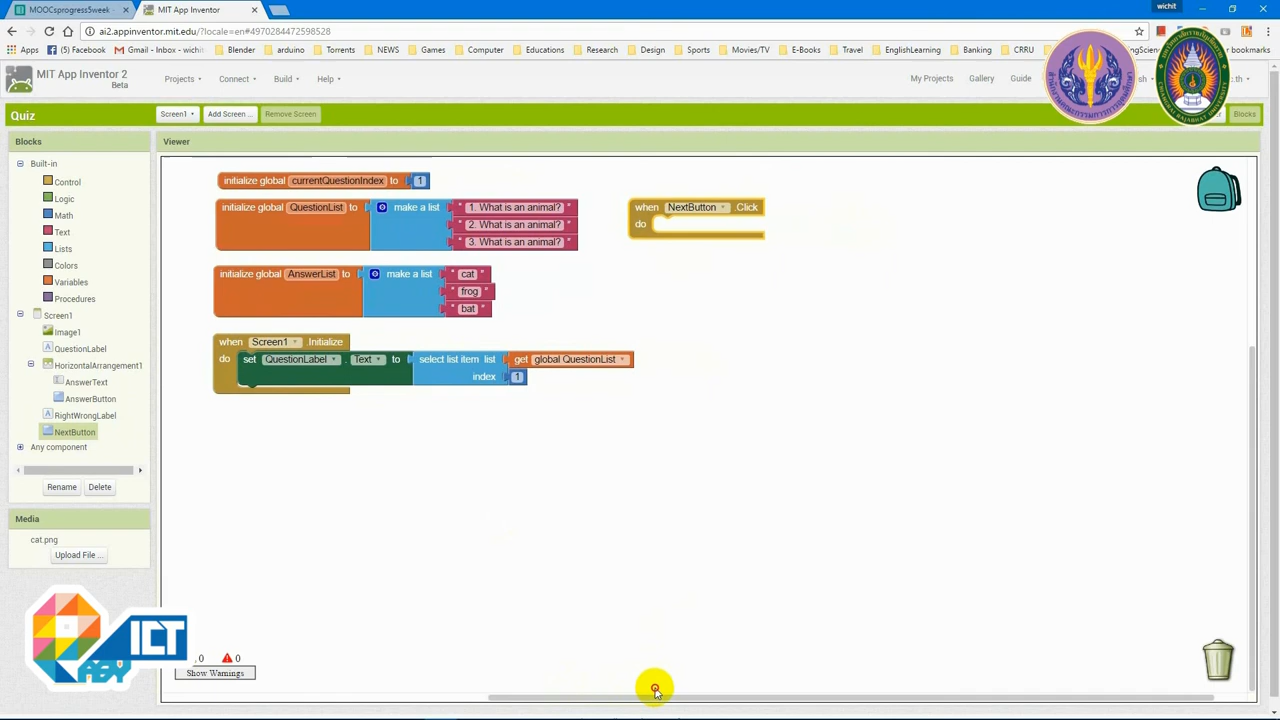 MOOCsprogress5week
MIT App Inventor
wichit
ai2.appinventor.mit.edu/?locale=en#4970284472598528
Apps
(5) Facebook
Gmail - Inbox - wichit
Blender
arduino
Torrents
NEWS
Games
Computer
Educations
Research
Design
Sports
Movies/TV
E-Books
Travel
EnglishLearning
Banking
CRRU
bookmarks
MIT App Inventor 2
Beta
Projects
Connect
Build
Help
My Projects
Gallery
Guide
Quiz
Screen1
Add Screen ...
Remove Screen
Blocks
Blocks
Viewer
Built-in
Control
Logic
Math
Text
Lists
Colors
Variables
Procedures
Screen1
Image1
QuestionLabel
HorizontalArrangement1
AnswerText
AnswerButton
RightWrongLabel
NextButton
Any component
Rename
Delete
Media
cat.png
Upload File ...
initialize global currentQuestionIndex to 1
initialize global QuestionList to make a list " 1. What is an animal? "
" 2. What is an animal? "
" 3. What is an animal? "
initialize global AnswerList to make a list " cat "
" frog "
" bat "
when Screen1 .Initialize
do set QuestionLabel . Text to select list item list get global QuestionList
index 1
when NextButton .Click
do
0 0
Show Warnings
ICT